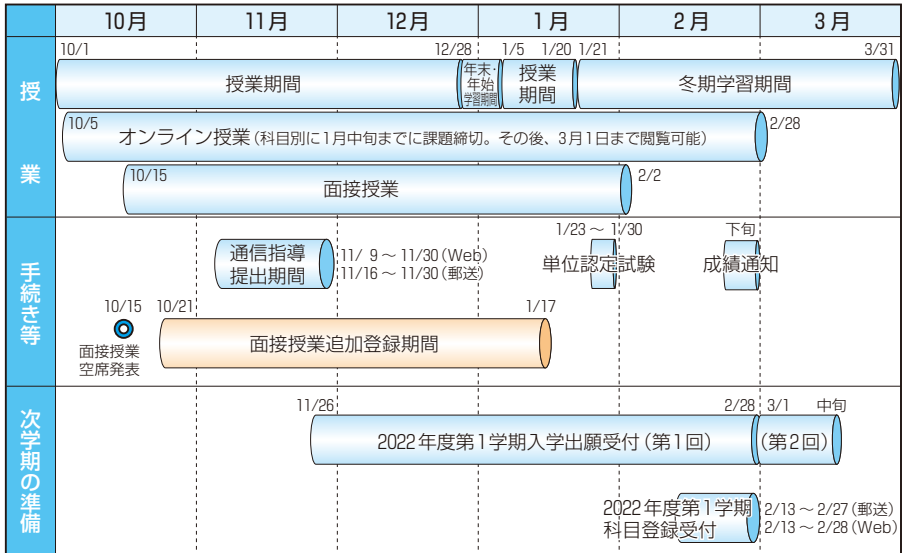 10月 11月 12月 1月 2月 3月
授業
10/1 12/28 1/5 1/20 1/21 3/31
授業期間
年末・
年始
学習期間
授業
期間
冬期学習期間
10/5 2/28
オンライン授業(科目別に1月中旬までに課題締切。その後、3月1日まで閲覧可能)
10/15 2/2
面接授業
手続き等
通信指導
提出期間
11/ 9 ～ 11/30 (Web)
11/16 ～ 11/30 (郵送)
1/23 ～ 1/30
単位認定試験
下旬
成績通知
10/15
面接授業
空席発表
10/21 1/17
面接授業追加登録期間
次学期の準備
11/26 2/28 3/1 中旬
2022年度第1学期入学出願受付(第1回) (第2回)
2022年度第1学期
科目登録受付
2/13 ～ 2/27 (郵送)
2/13 ～ 2/28 (Web)